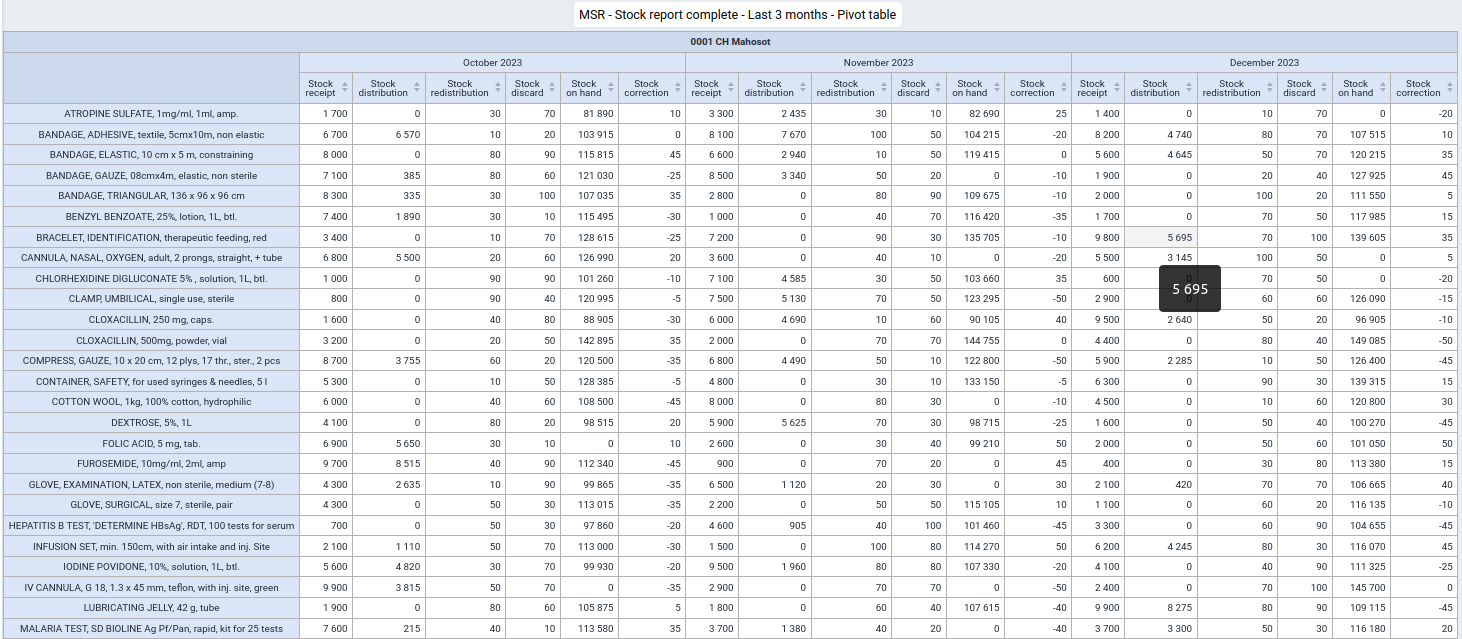 MSR - Stock report complete - Last 3 months - Pivot table
0001 CH Mahosot
October 2023 November 2023 December 2023
Stock receipt Stock distribution Stock redistribution Stock discard Stock on hand Stock correction Stock receipt Stock distribution Stock redistribution Stock discard Stock on hand Stock correction Stock receipt Stock distribution Stock redistribution Stock discard Stock on hand Stock correction
ATROPINE SULFATE, 1mg/ml, 1ml, amp. 1 700 0 30 70 81 890 10 3 300 2 435 30 10 82 690 25 1 400 0 10 70 0 -20
BANDAGE, ADHESIVE, textile, 5cmx10m, non elastic 6 700 6 570 10 20 103 915 0 8 100 7 670 100 50 104 215 -20 8 200 4 740 80 70 107 515 10
BANDAGE, ELASTIC, 10 cm x 5 m, constraining 8 000 0 80 90 115 815 45 6 600 2 940 10 50 119 415 0 5 600 4 645 50 70 120 215 35
BANDAGE, GAUZE, 08cmx4m, elastic, non sterile 7 100 385 80 60 121 030 -25 8 500 3 340 50 20 0 -10 1 900 0 20 40 127 925 45
BANDAGE, TRIANGULAR, 136 x 96 x 96 cm 8 300 335 30 100 107 035 35 2 800 0 80 90 109 675 -10 2 000 0 100 20 111 550 5
BENZYL BENZOATE, 25%, lotion, 1L, btl. 7 400 1 890 30 10 115 495 -30 1 000 0 40 70 116 420 -35 1 700 0 70 50 117 985 15
BRACELET, IDENTIFICATION, therapeutic feeding, red 3 400 0 10 70 128 615 -25 7 200 0 90 30 135 705 -10 9 800 5 695 70 100 139 605 35
CANNULA, NASAL, OXYGEN, adult, 2 prongs, straight, + tube 6 800 5 500 20 60 126 990 20 3 600 0 40 10 0 -20 5 500 3 145 100 50 0 5
CHLORHEXIDINE DIGLUCONATE 5% , solution, 1L, btl. 1 000 0 90 90 101 260 -10 7 100 4 585 30 50 103 660 35 600 0 70 50 0 -20
CLAMP, UMBILICAL, single use, sterile 800 0 90 40 120 995 -5 7 500 5 130 70 50 123 295 -50 2 900 0 60 60 126 090 -15
5 695
CLOXACILLIN, 250 mg, caps. 1 600 0 40 80 88 905 -30 6 000 4 690 10 60 90 105 40 9 500 2 640 50 20 96 905 -10
CLOXACILLIN, 500mg, powder, vial 3 200 0 20 50 142 895 35 2 000 0 70 70 144 755 0 4 400 0 80 40 149 085 -50
COMPRESS, GAUZE, 10 x 20 cm, 12 plys, 17 thr., ster., 2 pcs 8 700 3 755 60 20 120 500 -35 6 800 4 490 50 10 122 800 -50 5 900 2 285 10 50 126 400 -45
CONTAINER, SAFETY, for used syringes & needles, 5 l 5 300 0 10 50 128 385 -5 4 800 0 30 10 133 150 -5 6 300 0 90 30 139 315 15
COTTON WOOL, 1kg, 100% cotton, hydrophilic 6 000 0 40 60 108 500 -45 8 000 0 80 30 0 -10 4 500 0 10 60 120 800 30
DEXTROSE, 5%, 1L 4 100 0 80 20 98 515 20 5 900 5 625 70 30 98 715 -25 1 600 0 50 40 100 270 -45
FOLIC ACID, 5 mg, tab. 6 900 5 650 30 10 0 10 2 600 0 30 40 99 210 50 2 000 0 50 60 101 050 50
FUROSEMIDE, 10mg/ml, 2ml, amp 9 700 8 515 40 90 112 340 -45 900 0 70 20 0 45 400 0 30 80 113 380 15
GLOVE, EXAMINATION, LATEX, non sterile, medium (7-8) 4 300 2 635 10 90 99 865 -35 6 500 1 120 20 30 0 30 2 100 420 70 70 106 665 40
GLOVE, SURGICAL, size 7, sterile, pair 4 300 0 50 30 113 015 -35 2 200 0 50 50 115 105 10 1 100 0 60 20 116 135 -10
HEPATITIS B TEST, 'DETERMINE HBsAg', RDT, 100 tests for serum 700 0 50 30 97 860 -20 4 600 905 40 100 101 460 -45 3 300 0 60 90 104 655 -45
INFUSION SET, min. 150cm, with air intake and inj. Site 2 100 1 110 50 70 113 000 -30 1 500 0 100 80 114 270 50 6 200 4 245 80 30 116 070 45
IODINE POVIDONE, 10%, solution, 1L, btl. 5 600 4 820 30 70 99 930 -20 9 500 1 960 80 80 107 330 -20 4 100 0 40 90 111 325 -25
IV CANNULA, G 18, 1.3 x 45 mm, teflon, with inj. site, green 9 900 3 815 50 70 0 -35 2 900 0 70 70 0 -50 2 400 0 70 100 145 700 0
LUBRICATING JELLY, 42 g, tube 1 900 0 80 60 105 875 5 1 800 0 60 40 107 615 -40 9 900 8 275 80 90 109 115 -45
MALARIA TEST, SD BIOLINE Ag Pf/Pan, rapid, kit for 25 tests 7 600 215 40 10 113 580 35 3 700 1 380 40 20 0 -40 3 700 3 300 50 30 116 180 20